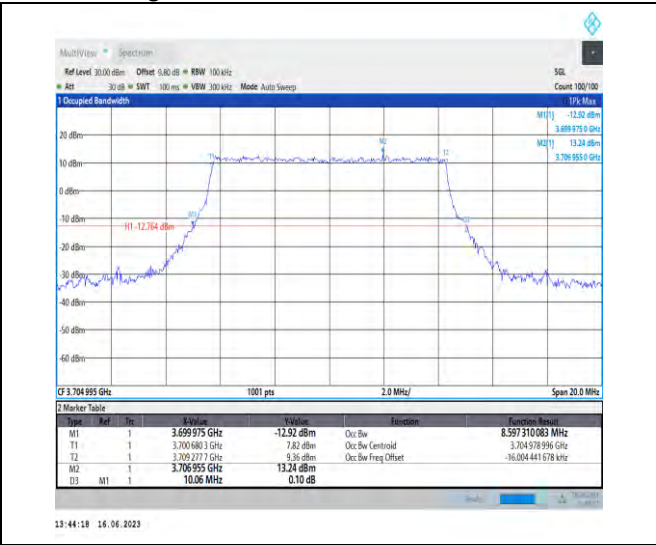 MultiView Spectrum
Ref Level 30.00 dBm Offset 9.80 dB RBW 100 kHz SGL
Att 30 dB SWT 100 ms VBW 300 kHz Mode Auto Sweep Count 100/100
1 Occupied Bandwidth 1Pk Max
M1[1] -12.92 dBm
3.699 975 0 GHz
M2[1] 13.24 dBm
3.706 955 0 GHz
20 dBm
M2
T1 T2
10 dBm
0 dBm
-10 dBm
M1
H1 -12.764 dBm
-20 dBm
-30 dBm
-40 dBm
-50 dBm
-60 dBm
CF 3.704 995 GHz 1001 pts 2.0 MHz/ Span 20.0 MHz
2 Marker Table
Type Ref Trc X-Value Y-Value Function Function Result
M1 1 3.699 975 GHz -12.92 dBm Occ Bw 8.597 310 083 MHz
T1 1 3.700 680 3 GHz 7.82 dBm Occ Bw Centroid 3.704 978 996 GHz
T2 1 3.709 277 7 GHz 9.36 dBm Occ Bw Freq Offset -16.004 441 678 kHz
M2 1 3.706 955 GHz 13.24 dBm
D3 M1 1 10.06 MHz 0.10 dB
13:44:18 16.06.2023